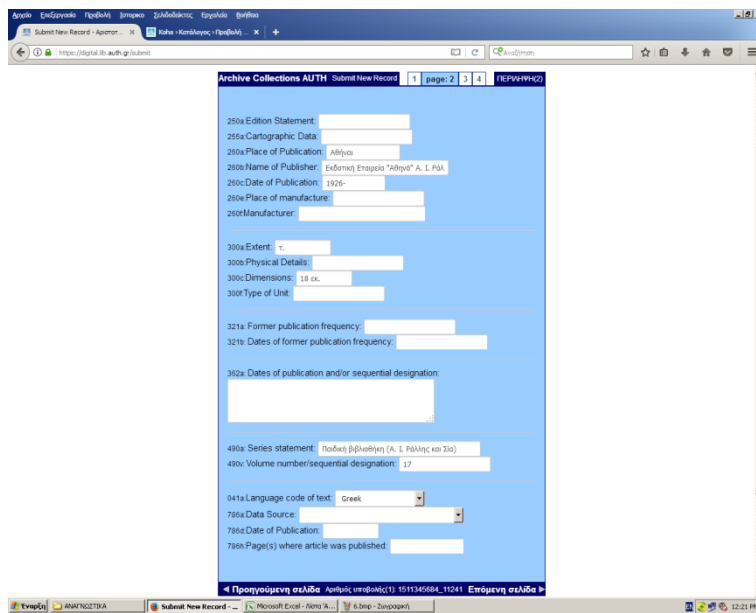 Αρχείο Επεξεργασία Προβολή Ιστορικό Σελιδοδείκτες Εργαλεία Βοήθεια
Submit New Record - Αριστοτ... × Koha › Κατάλογος › Προβολή ... × +
https://digital.lib.auth.gr/submit Αναζήτηση
Archive Collections AUTH Submit New Record 1 page: 2 3 4 ΠΕΡΙΛΗΨΗ(2)
250a:Edition Statement:
255a:Cartographic Data:
260a:Place of Publication: Αθήναι
260b:Name of Publisher: Εκδοτική Εταιρεία "Αθηνά" Α. Ι. Ράλ
260c:Date of Publication: 1926-
260e:Place of manufacture:
260f:Manufacturer:
300a:Extent: τ.
300b:Physical Details:
300c:Dimensions: 18 εκ.
300f:Type of Unit:
321a: Former publication frequency:
321b: Dates of former publication frequency:
362a: Dates of publication and/or sequential designation:
490a: Series statement: Παιδική βιβλιοθήκη (Α. Ι. Ράλλης και Σία)
490v: Volume number/sequential designation: 17
041a:Language code of text: Greek
786a:Data Source:
786d:Date of Publication:
786h:Page(s) where article was published:
Προηγούμενη σελίδα Αριθμός υποβολής(1): 1511345684_11241 Επόμενη σελίδα
Έναρξη ΑΝΑΓΝΩΣΤΙΚΑ Submit New Record - ... Microsoft Excel - Λίστα 'Α... 6.bmp - Ζωγραφική EN 12:21 πμ